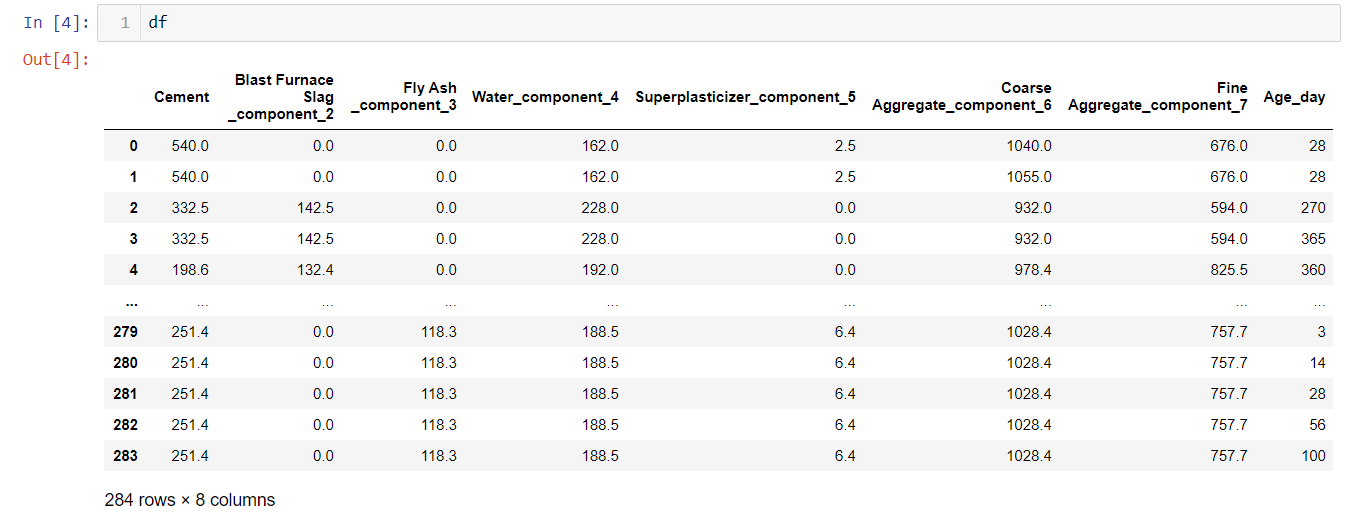 In [4]: 1 df
Out[4]:
Cement Blast Furnace Slag _component_2 Fly Ash _component_3 Water_component_4 Superplasticizer_component_5 Coarse Aggregate_component_6 Fine Aggregate_component_7 Age_day
0 540.0 0.0 0.0 162.0 2.5 1040.0 676.0 28
1 540.0 0.0 0.0 162.0 2.5 1055.0 676.0 28
2 332.5 142.5 0.0 228.0 0.0 932.0 594.0 270
3 332.5 142.5 0.0 228.0 0.0 932.0 594.0 365
4 198.6 132.4 0.0 192.0 0.0 978.4 825.5 360
... ... ... ... ... ... ... ... ...
279 251.4 0.0 118.3 188.5 6.4 1028.4 757.7 3
280 251.4 0.0 118.3 188.5 6.4 1028.4 757.7 14
281 251.4 0.0 118.3 188.5 6.4 1028.4 757.7 28
282 251.4 0.0 118.3 188.5 6.4 1028.4 757.7 56
283 251.4 0.0 118.3 188.5 6.4 1028.4 757.7 100
284 rows × 8 columns